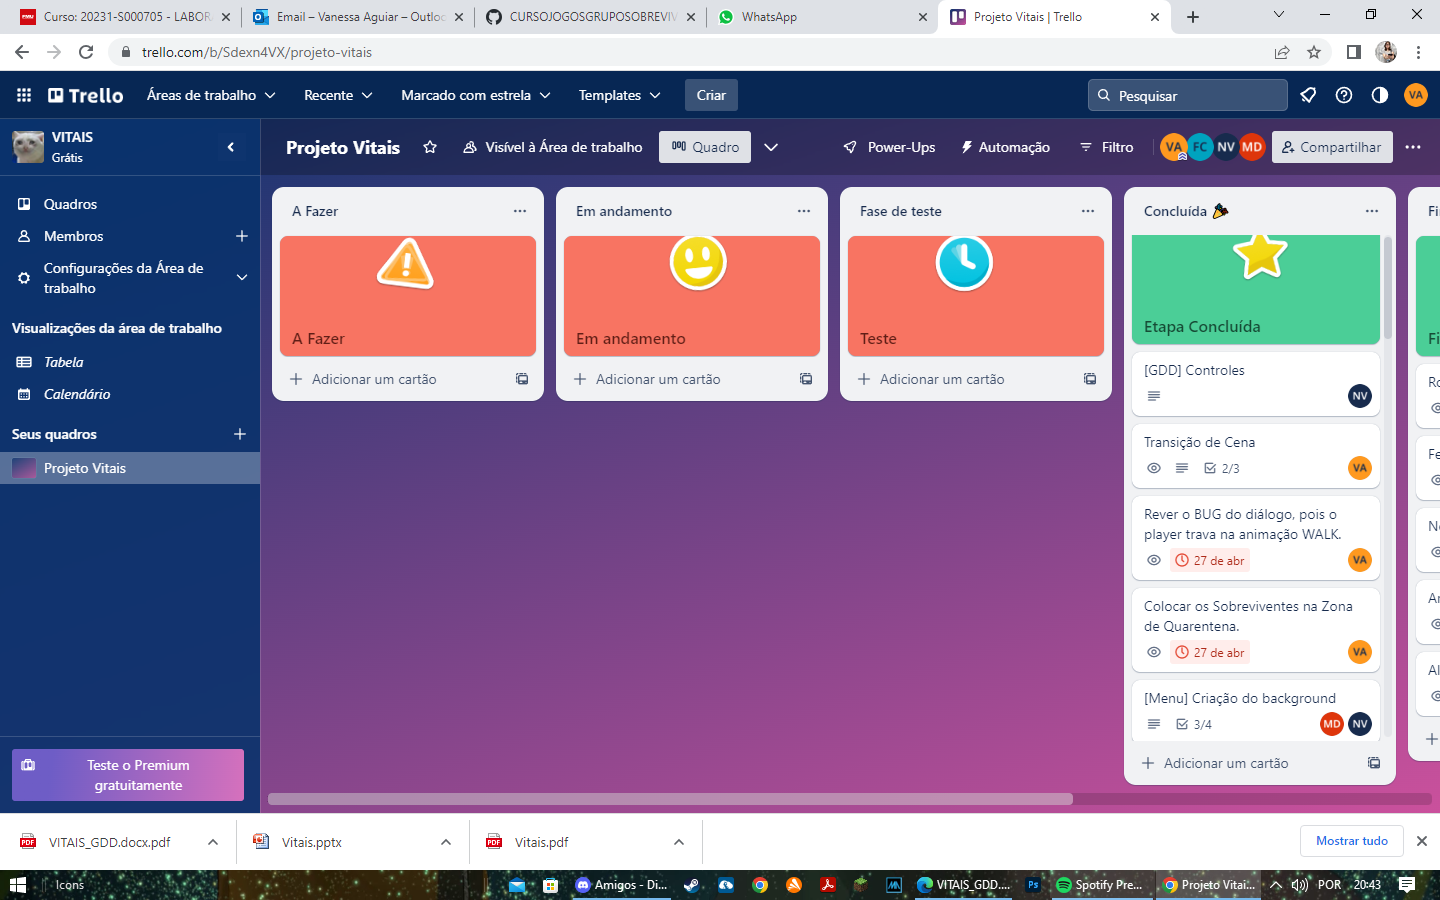 Curso: 20231-S000705 - LABOR
Email – Vanessa Aguiar – Outloo
CURSOJOGOSGRUPOSOBREVIV
WhatsApp
Projeto Vitais | Trello
trello.com/b/Sdexn4VX/projeto-vitais
Trello
Áreas de trabalho
Recente
Marcado com estrela
Templates
Criar
Pesquisar
VA
VITAIS
Grátis
Projeto Vitais
Visível à Área de trabalho
Quadro
Power-Ups
Automação
Filtro
VA
FC
NV
MD
Compartilhar
Quadros
Membros
Configurações da Área de
trabalho
Visualizações da área de trabalho
Tabela
Calendário
Seus quadros
Projeto Vitais
Teste o Premium
gratuitamente
A Fazer
A Fazer
Adicionar um cartão
Em andamento
Em andamento
Adicionar um cartão
Fase de teste
Teste
Adicionar um cartão
Concluída
Etapa Concluída
[GDD] Controles
NV
Transição de Cena
2/3
VA
Rever o BUG do diálogo, pois o
player trava na animação WALK.
27 de abr
VA
Colocar os Sobreviventes na Zona
de Quarentena.
27 de abr
VA
[Menu] Criação do background
3/4
MD
NV
Adicionar um cartão
Fi
Fi
Ro
Fe
No
Al
VITAIS_GDD.docx.pdf
Vitais.pptx
Vitais.pdf
Mostrar tudo
Icons
Amigos - Di...
VITAIS_GDD....
Spotify Pre...
Projeto Vitai...
POR
20:43